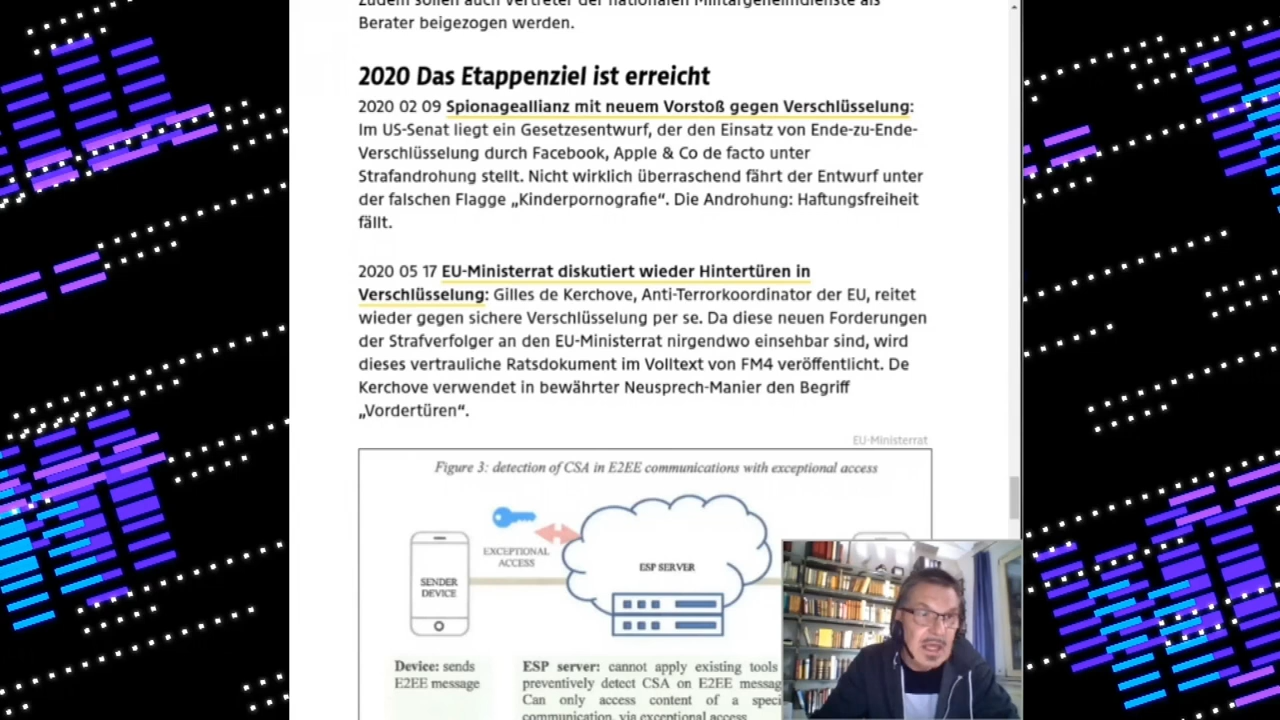 Zudem sollen auch Vertreter der nationalen Militärgeheimdienste als
Berater beigezogen werden.
2020 Das Etappenziel ist erreicht
2020 02 09 Spionageallianz mit neuem Vorstoß gegen Verschlüsselung:
Im US-Senat liegt ein Gesetzesentwurf, der den Einsatz von Ende-zu-Ende-
Verschlüsselung durch Facebook, Apple & Co de facto unter
Strafandrohung stellt. Nicht wirklich überraschend fährt der Entwurf unter
der falschen Flagge „Kinderpornografie“. Die Androhung: Haftungsfreiheit
fällt.
2020 05 17 EU-Ministerrat diskutiert wieder Hintertüren in
Verschlüsselung: Gilles de Kerchove, Anti-Terrorkoordinator der EU, reitet
wieder gegen sichere Verschlüsselung per se. Da diese neuen Forderungen
der Strafverfolger an den EU-Ministerrat nirgendwo einsehbar sind, wird
dieses vertrauliche Ratsdokument im Volltext von FM4 veröffentlicht. De
Kerchove verwendet in bewährter Neusprech-Manier den Begriff
„Vordertüren“.
EU-Ministerrat
Figure 3: detection of CSA in E2EE communications with exceptional access
EXCEPTIONAL
ACCESS
SENDER
DEVICE
ESP SERVER
Device: sends
E2EE message
ESP server: cannot apply existing tools
preventively detect CSA on E2EE messag
Can only access content of a speci
communication, via exceptional access